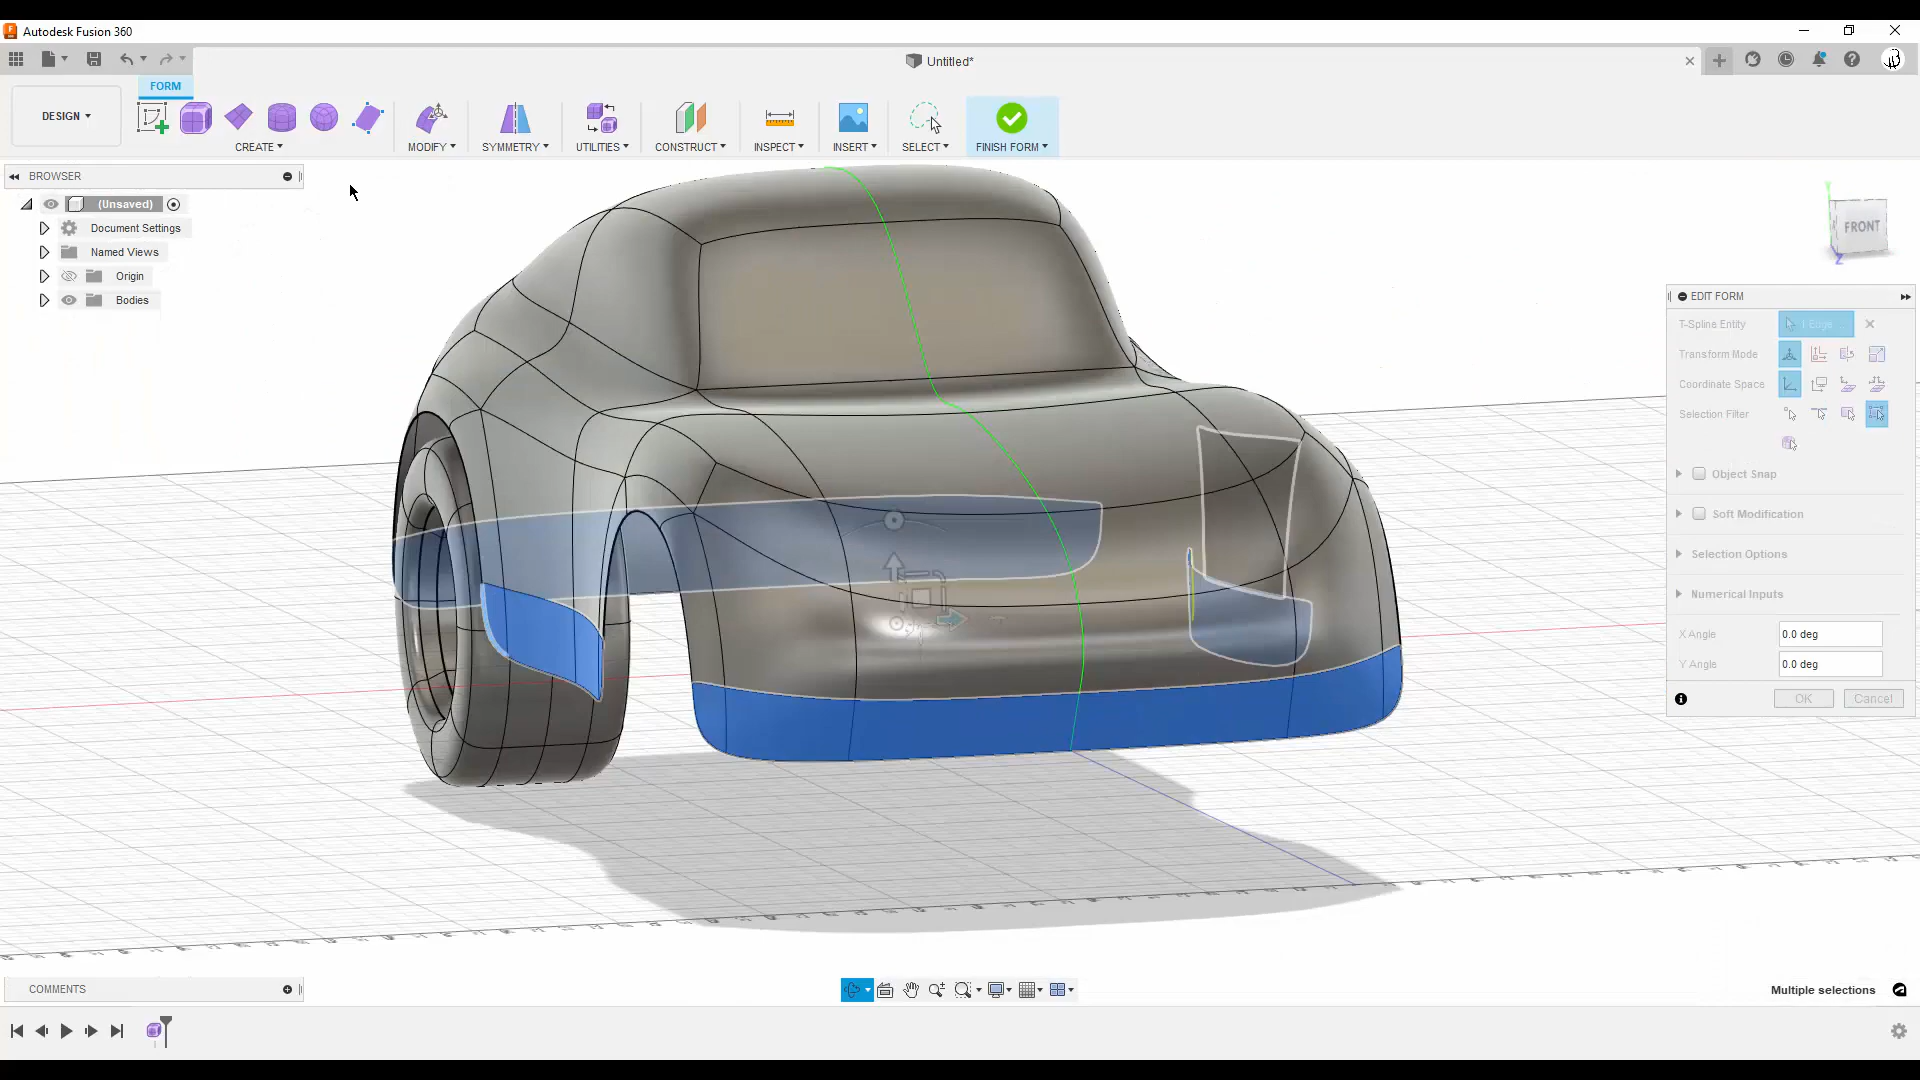 Autodesk Fusion 360
Untitled*
FORM
DESIGN
CREATE
MODIFY
SYMMETRY
UTILITIES
CONSTRUCT
INSPECT
INSERT
SELECT
FINISH FORM
BROWSER
(Unsaved)
Document Settings
Named Views
Origin
Bodies
FRONT
Z
EDIT FORM
T-Spline Entity
1 Edge
Transform Mode
Coordinate Space
Selection Filter
Object Snap
Soft Modification
Selection Options
Numerical Inputs
X Angle
0.0 deg
Y Angle
0.0 deg
OK
Cancel
COMMENTS
Multiple selections